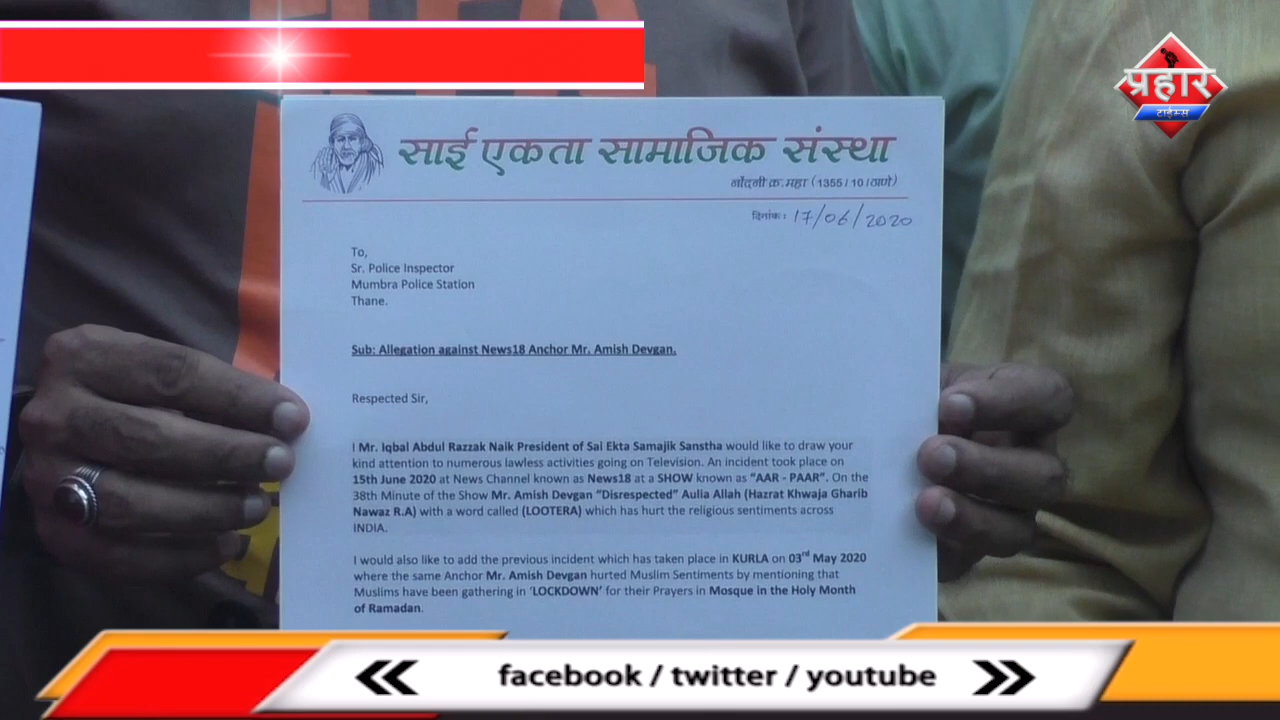 प्रहार
टाईम्स
साई एकता सामाजिक संस्था
नोंदनी क्र. महा (1355 / 10 / ठाणे)
दिनांक : 17/06/2020
To,
Sr. Police Inspector
Mumbra Police Station
Thane.
Sub: Allegation against News18 Anchor Mr. Amish Devgan.
Respected Sir,
I Mr. Iqbal Abdul Razzak Naik President of Sai Ekta Samajik Sanstha would like to draw your
kind attention to numerous lawless activities going on Television. An incident took place on
15th June 2020 at News Channel known as News18 at a SHOW known as "AAR - PAAR". On the
38th Minute of the Show Mr. Amish Devgan "Disrespected" Aulia Allah (Hazrat Khwaja Gharib
Nawaz R.A) with a word called (LOOTERA) which has hurt the religious sentiments across
INDIA.
I would also like to add the previous incident which has taken place in KURLA on 03rd May 2020
where the same Anchor Mr. Amish Devgan hurted Muslim Sentiments by mentioning that
Muslims have been gathering in 'LOCKDOWN' for their Prayers in Mosque in the Holy Month
of Ramadan.
facebook / twitter / youtube